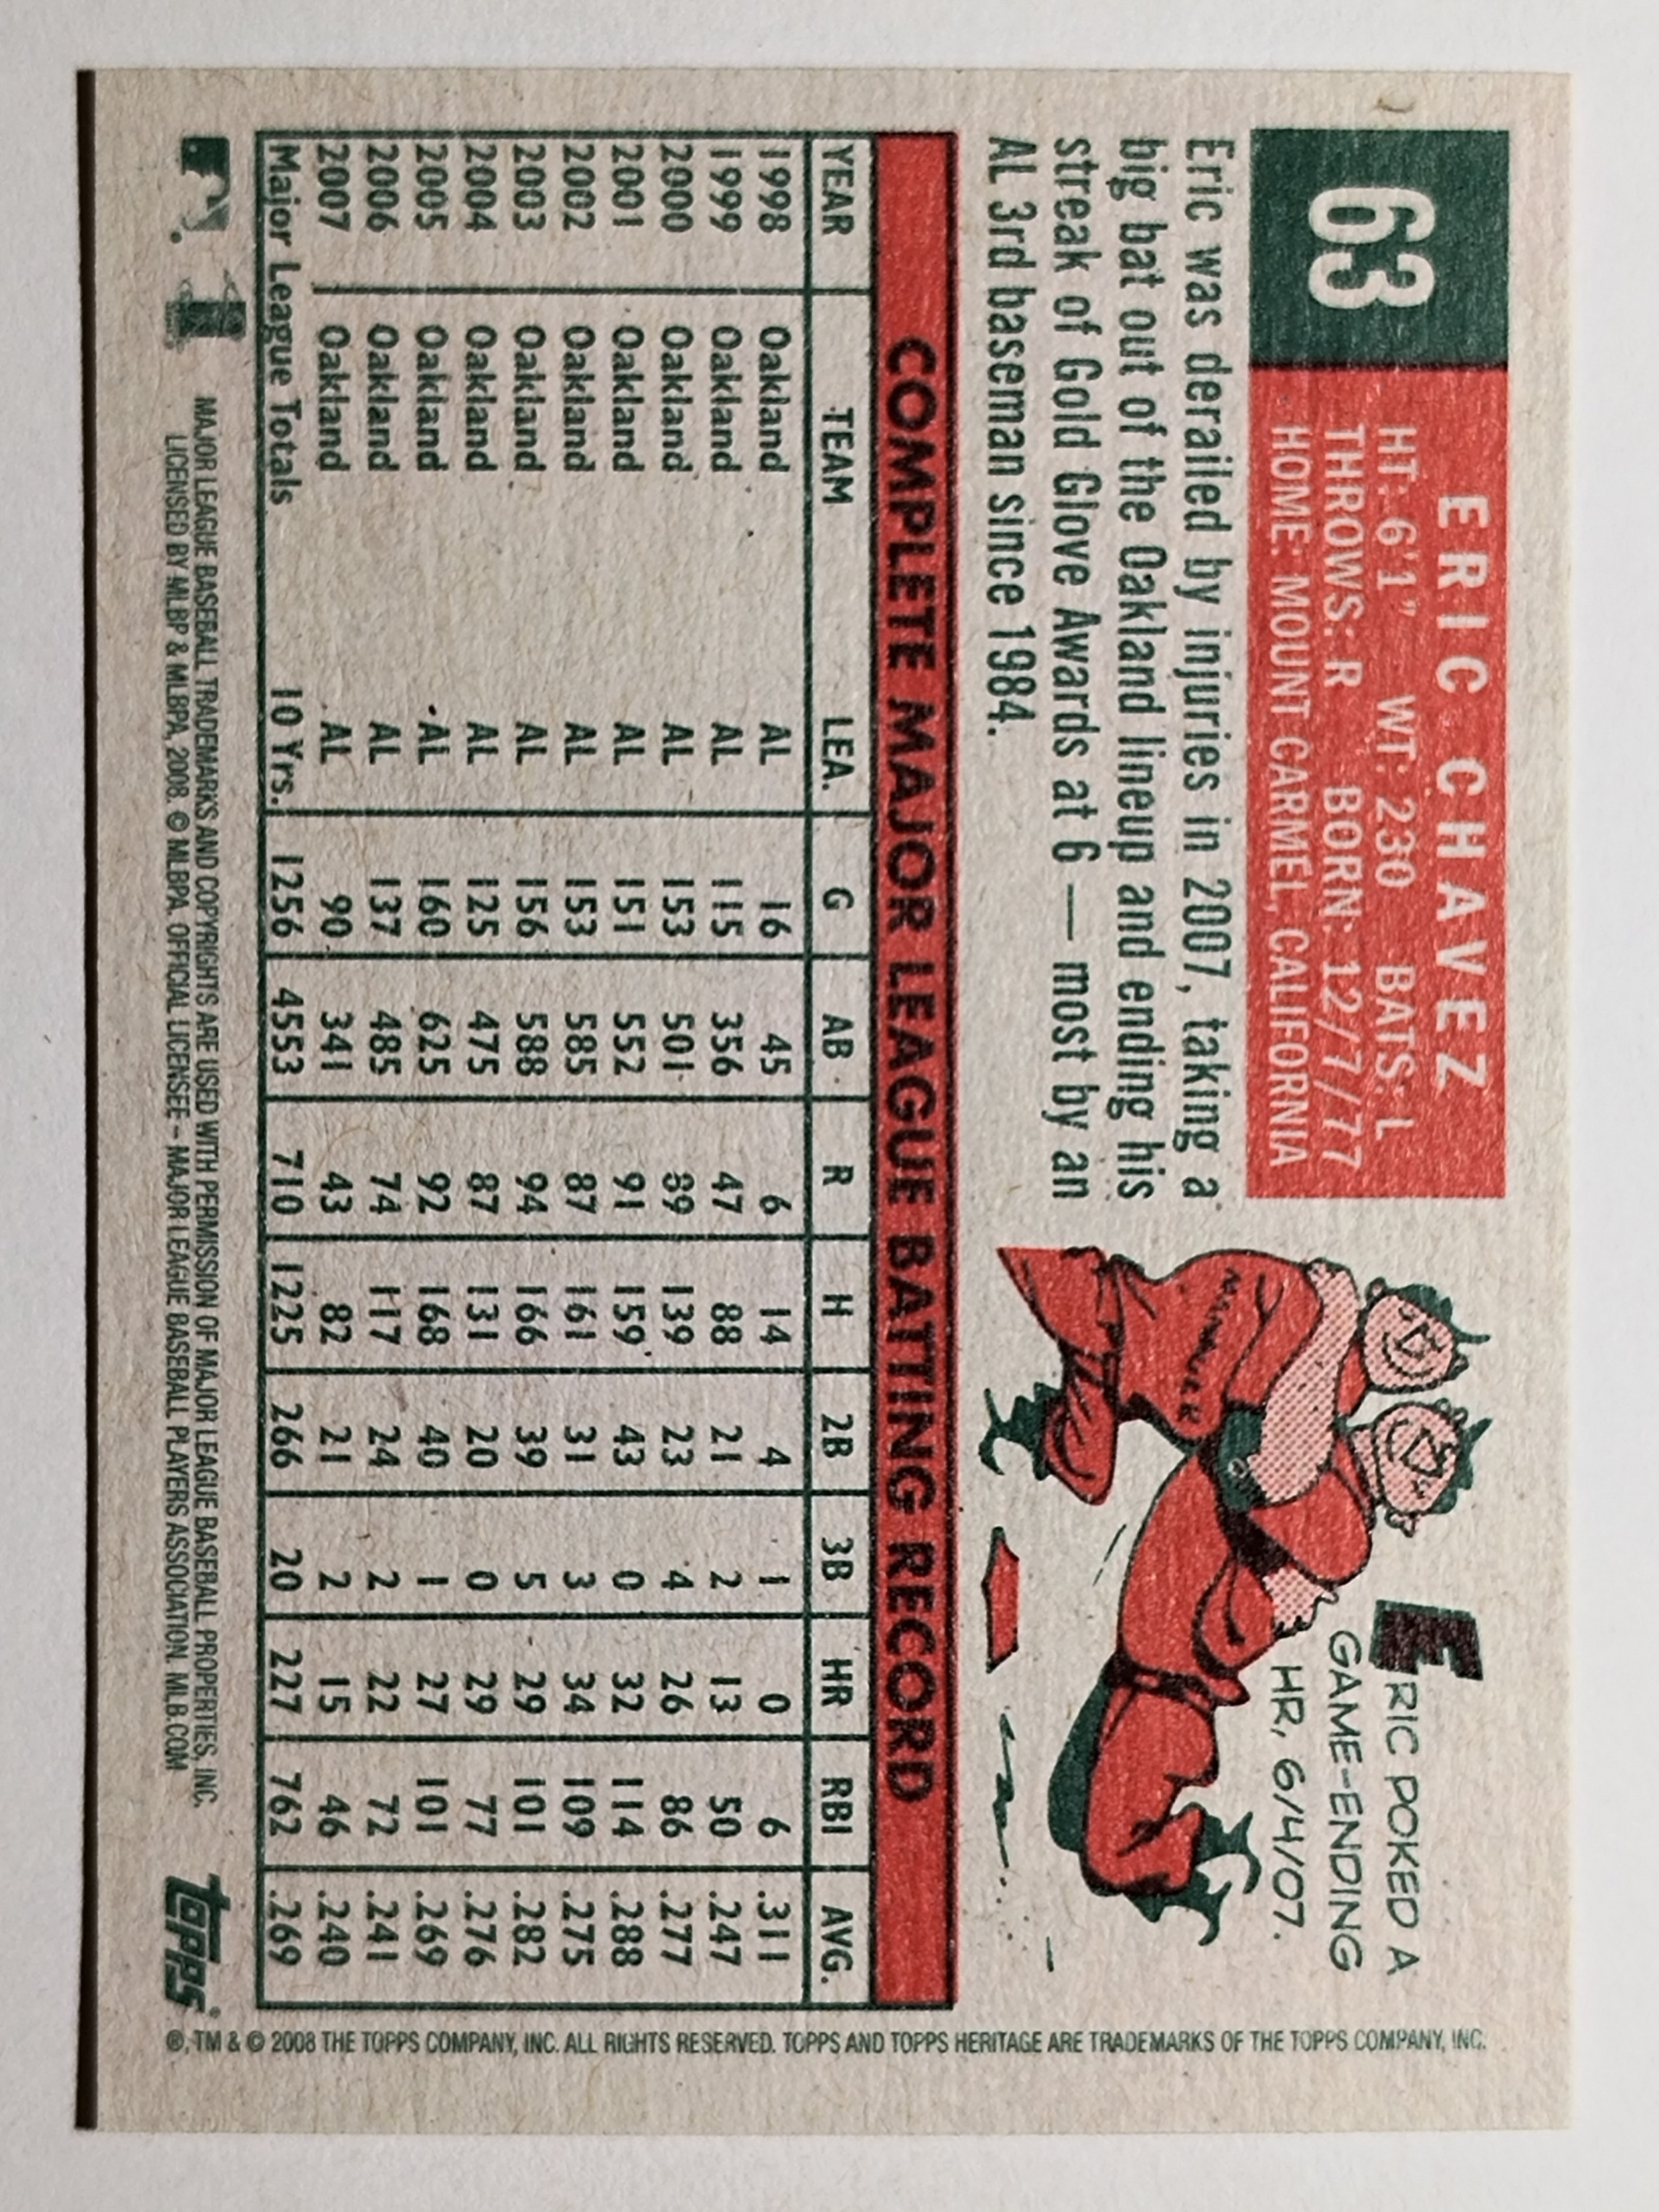 63
ERIC CHAVEZ
HT: 6'1" WT: 230 BATS: L
THROWS: R BORN: 12/7/77
HOME: MOUNT CARMEL, CALIFORNIA
Eric was derailed by injuries in 2007, taking a
big bat out of the Oakland lineup and ending his
streak of Gold Glove Awards at 6 — most by an
AL 3rd baseman since 1984.
ERIC POKED A
GAME-ENDING
HR, 6/4/07.
COMPLETE MAJOR LEAGUE BATTING RECORD
YEAR TEAM LEA. G AB R H 2B 3B HR RBI AVG.
1998 Oakland AL 16 45 6 14 4 1 0 6 .311
1999 Oakland AL 115 356 47 88 21 2 13 50 .247
2000 Oakland AL 153 501 89 139 23 4 26 86 .277
2001 Oakland AL 151 552 91 159 43 0 32 114 .288
2002 Oakland AL 153 585 87 161 31 3 34 109 .275
2003 Oakland AL 156 588 94 166 39 5 29 101 .282
2004 Oakland AL 125 475 87 131 20 0 29 77 .276
2005 Oakland AL 160 625 92 168 40 1 27 101 .269
2006 Oakland AL 137 485 74 117 24 2 22 72 .241
2007 Oakland AL 90 341 43 82 21 2 15 46 .240
Major League Totals 10 Yrs. 1256 4553 710 1225 266 20 227 762 .269
MAJOR LEAGUE BASEBALL TRADEMARKS AND COPYRIGHTS ARE USED WITH PERMISSION OF MAJOR LEAGUE BASEBALL PROPERTIES, INC.
LICENSED BY MLBP & MLBPA, 2008. © MLBPA. OFFICIAL LICENSEE – MAJOR LEAGUE BASEBALL PLAYERS ASSOCIATION. MLB.COM
Topps®
®, TM & © 2008 THE TOPPS COMPANY, INC. ALL RIGHTS RESERVED. TOPPS AND TOPPS HERITAGE ARE TRADEMARKS OF THE TOPPS COMPANY, INC.